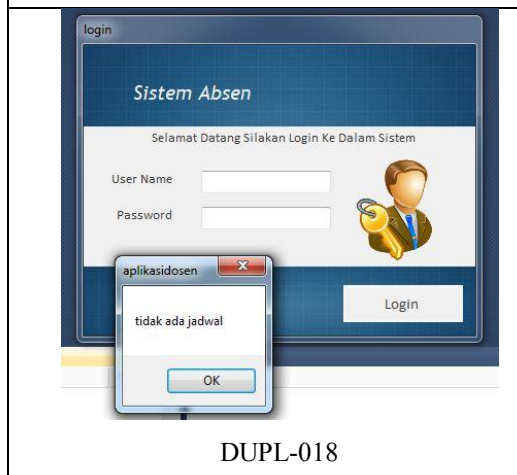 login
Sistem Absen
Selamat Datang Silakan Login Ke Dalam Sistem
User Name
Password
aplikasidosen
tidak ada jadwal
Login
OK
DUPL-018